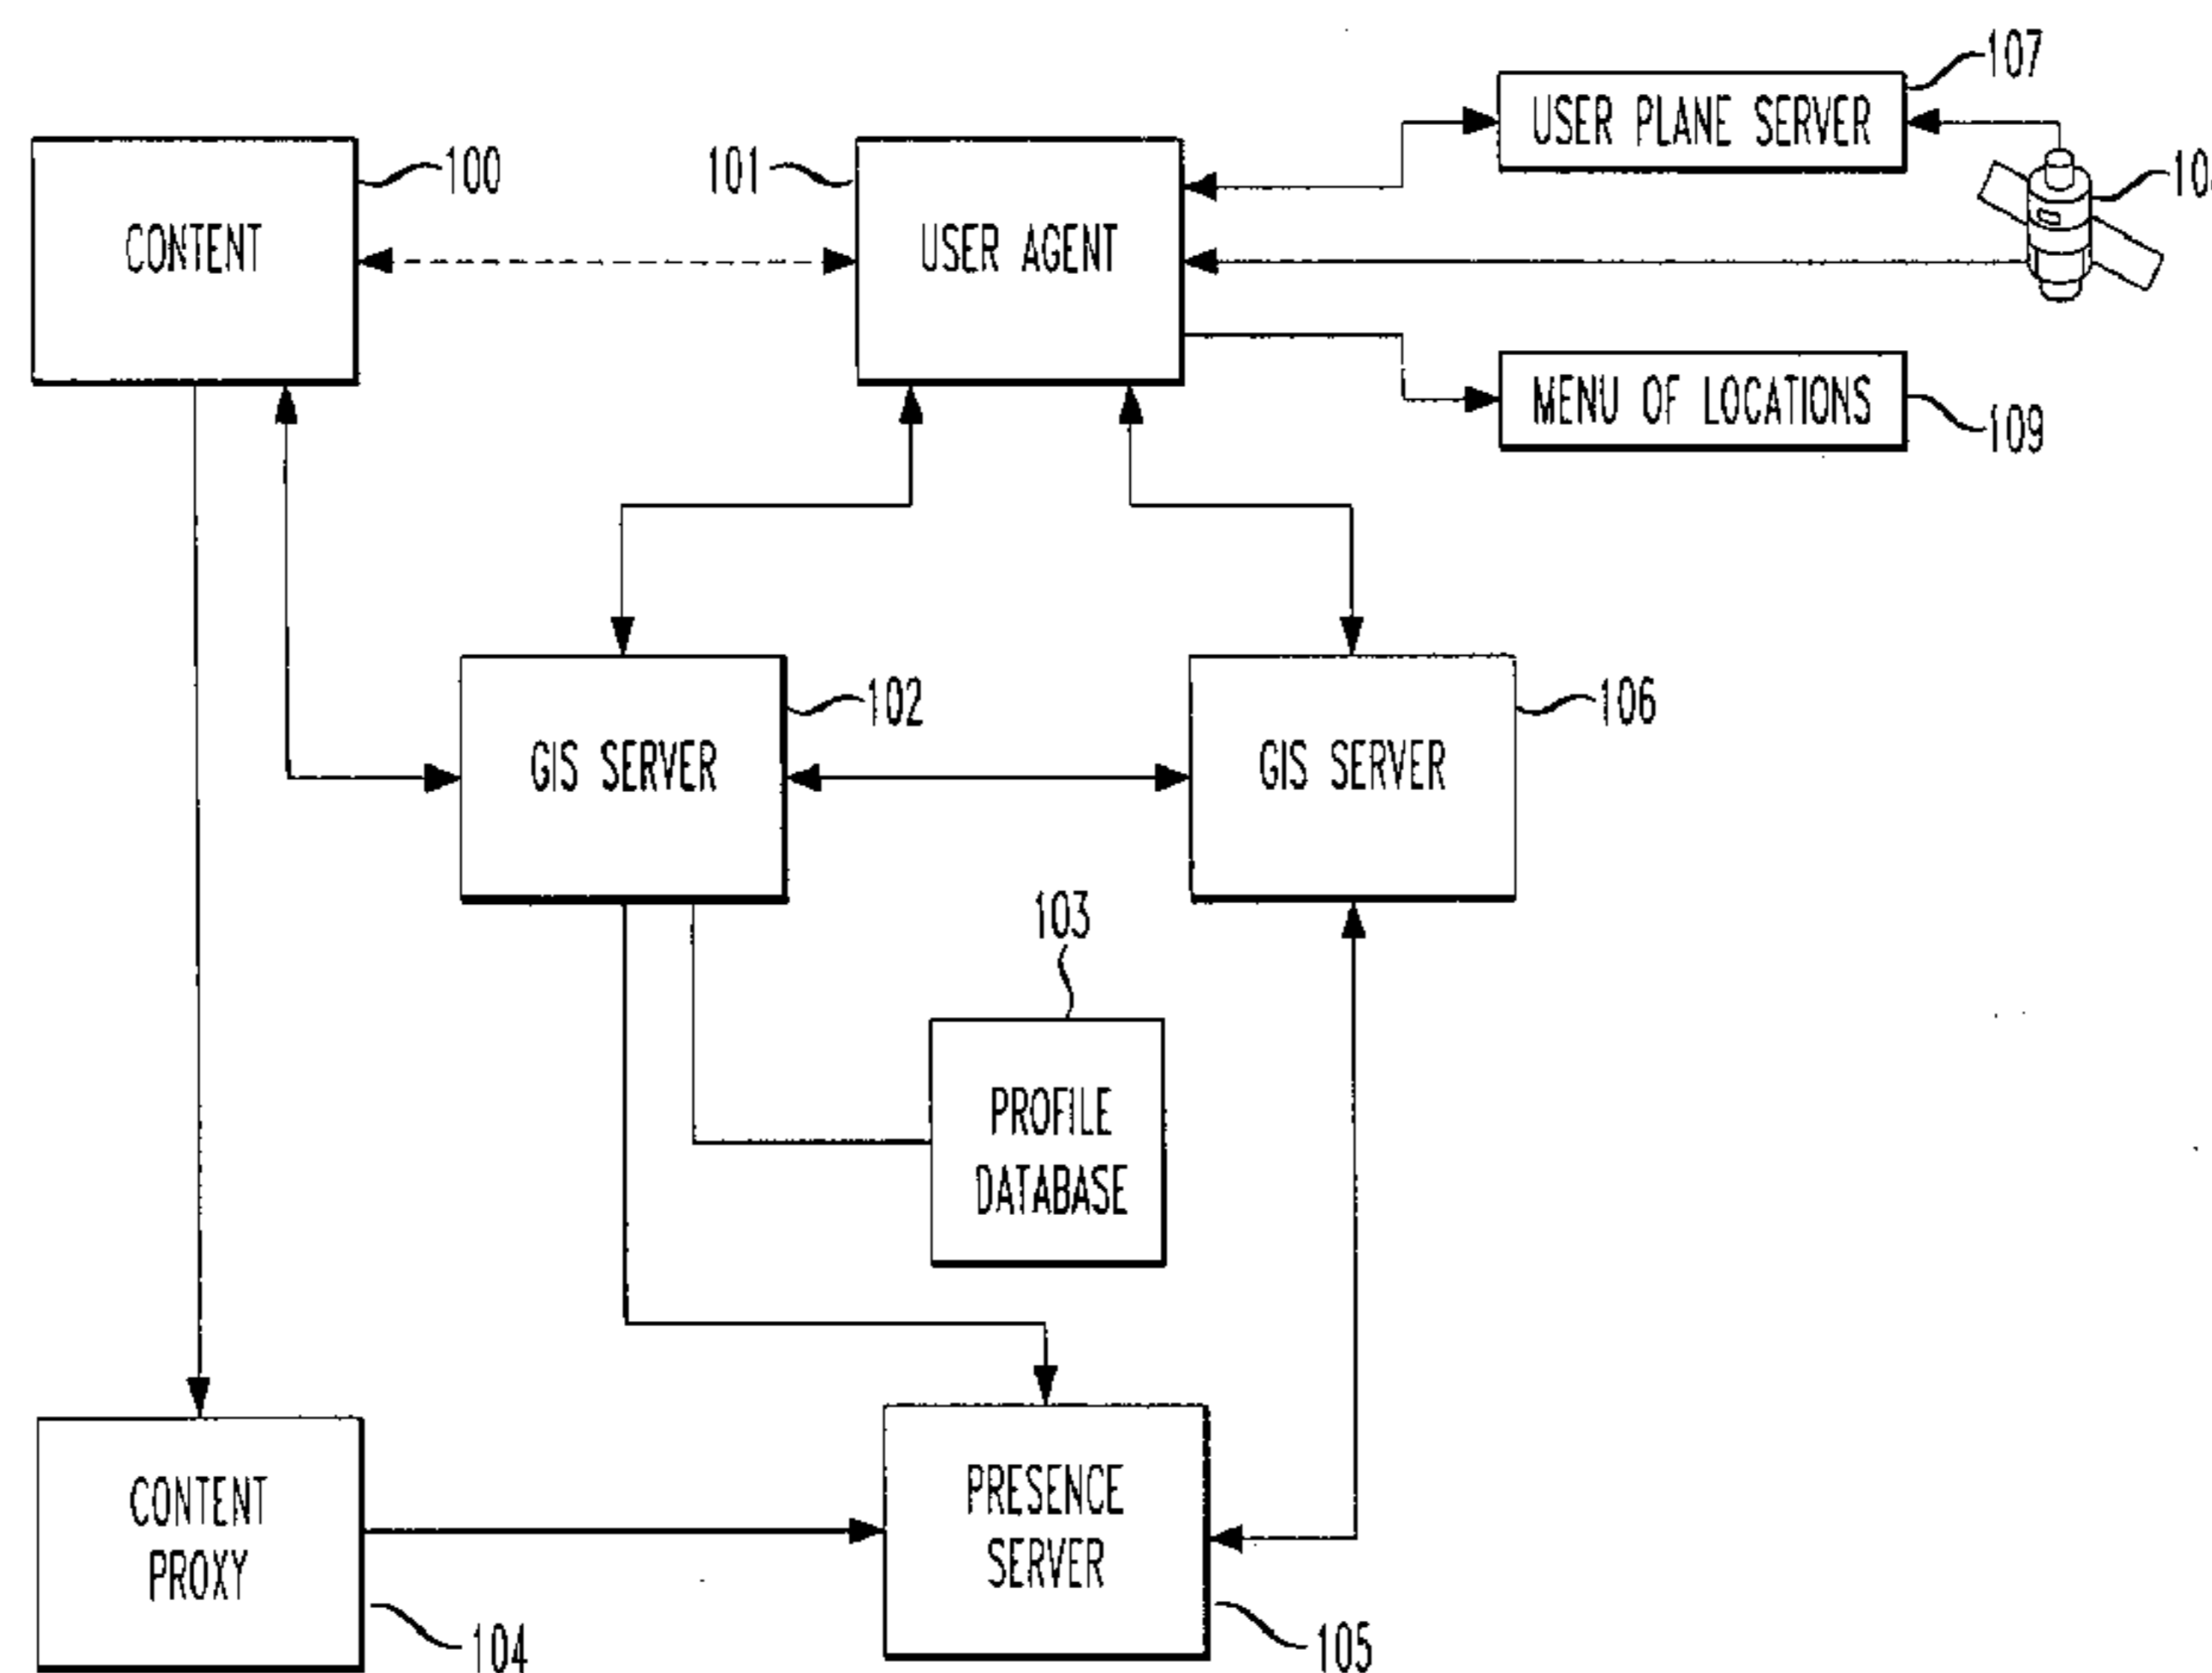 107
USER PLANE SERVER
100
101
10
CONTENT
USER AGENT
MENU OF LOCATIONS
109
102
106
GIS SERVER
GIS SERVER
103
PROFILE
DATABASE
CONTENT
PROXY
PRESENCE
SERVER
104
105